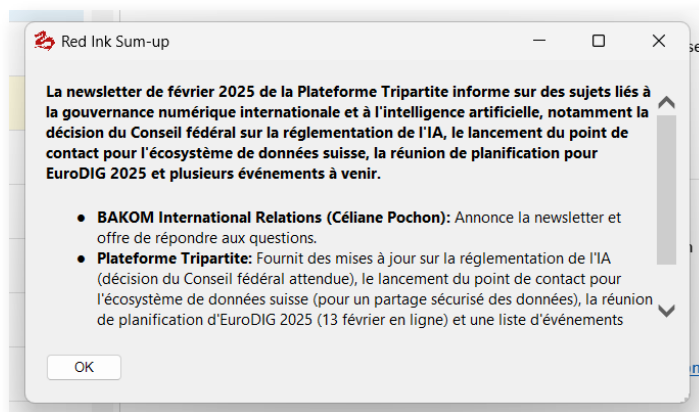 Red Ink Sum-up
La newsletter de février 2025 de la Plateforme Tripartite informe sur des sujets liés à
la gouvernance numérique internationale et à l'intelligence artificielle, notamment la
décision du Conseil fédéral sur la réglementation de l'IA, le lancement du point de
contact pour l'écosystème de données suisse, la réunion de planification pour
EuroDIG 2025 et plusieurs événements à venir.
● BAKOM International Relations (Céliane Pochon): Annonce la newsletter et
offre de répondre aux questions.
● Plateforme Tripartite: Fournit des mises à jour sur la réglementation de l'IA
(décision du Conseil fédéral attendue), le lancement du point de contact pour
l'écosystème de données suisse (pour un partage sécurisé des données), la réunion
de planification d'EuroDIG 2025 (13 février en ligne) et une liste d'événements
OK